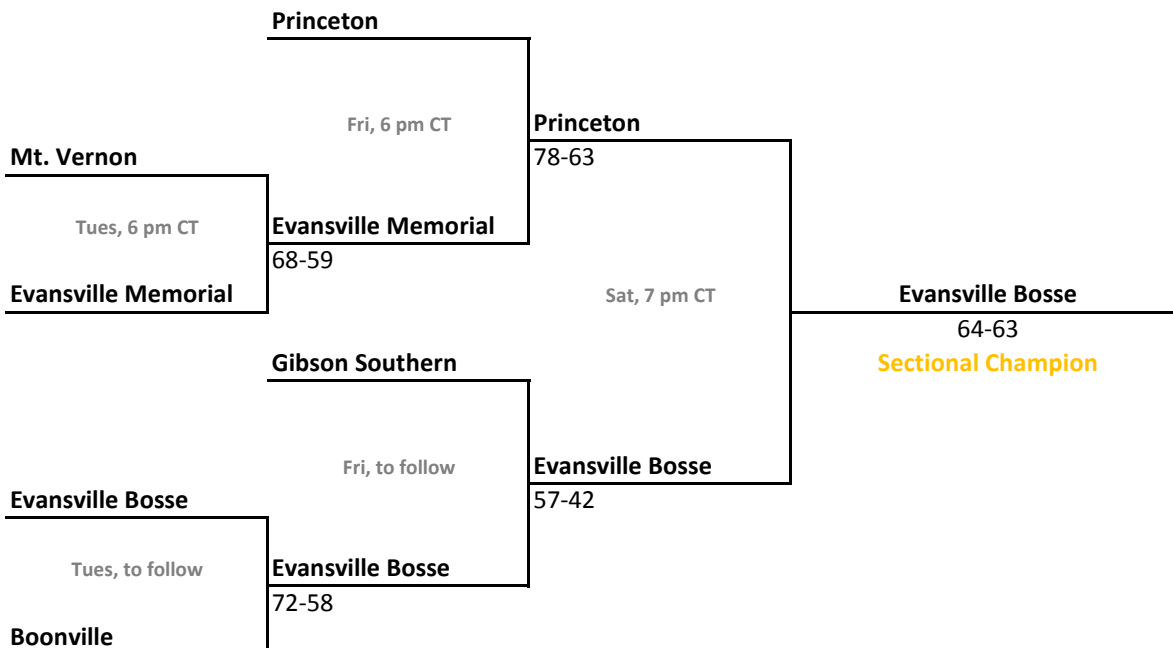 Princeton
Fri, 6 pm CT
Princeton
Mt. Vernon
78-63
Tues, 6 pm CT
Evansville Memorial
68-59
Evansville Memorial
Sat, 7 pm CT
Evansville Bosse
64-63
Gibson Southern
Sectional Champion
Fri, to follow
Evansville Bosse
Evansville Bosse
57-42
Tues, to follow
Evansville Bosse
72-58
Boonville